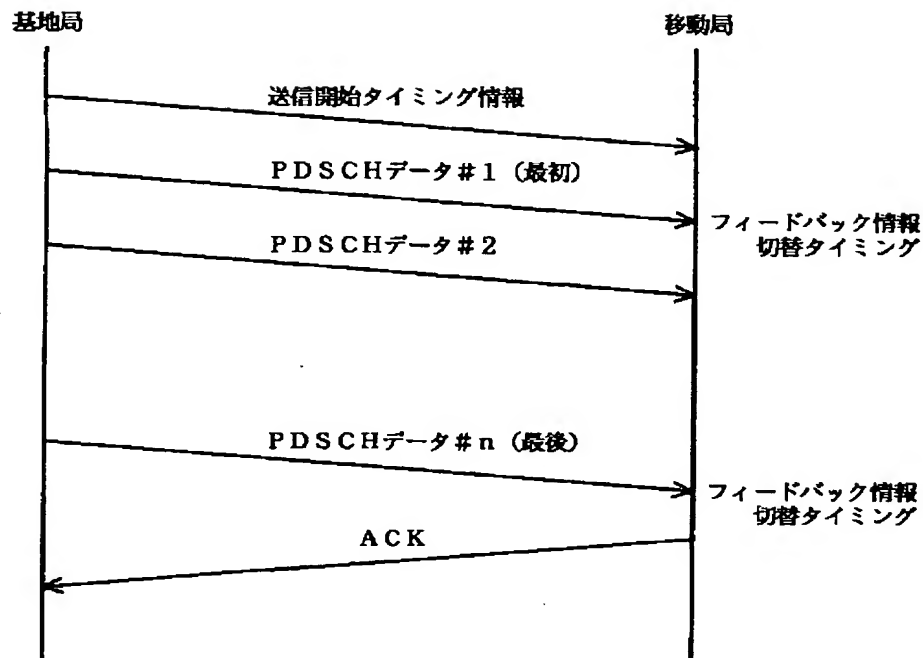 基地局
移動局
送信開始タイミング情報
PDSCHデータ#1(最初)
フィードバック情報
切替タイミング
PDSCHデータ#2
PDSCHデータ#n(最後)
フィードバック情報
切替タイミング
ACK